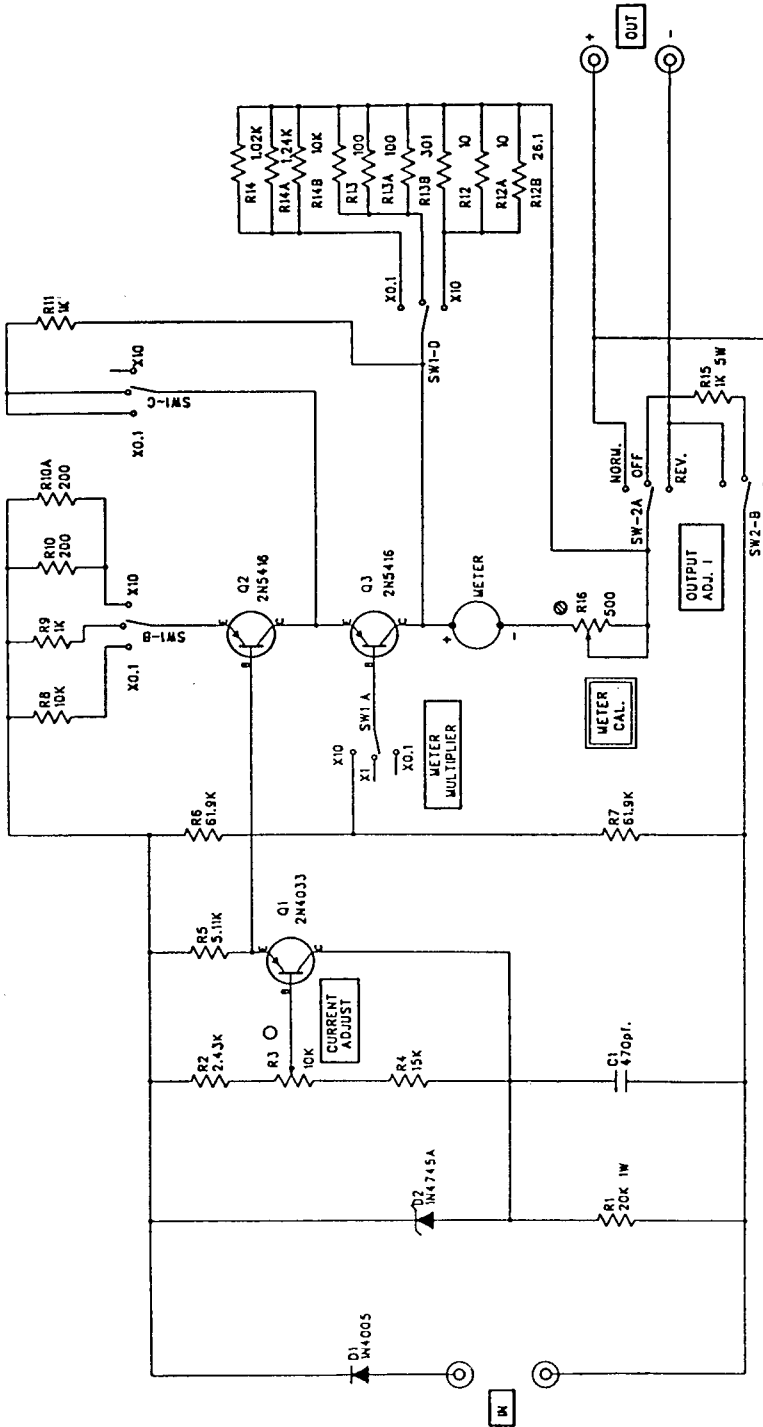 R11
1K
X10
SW1-C
X0.1
R10A
200
R10
200
R9
1K
R8
10K
X10
SW1-B
X0.1
R14 1.02K
R14A 1.24K
R14B 10K
R13 100
R13A 100
R13B 301
R12 10
R12A 10
R12B 26.1
X0.1
X10
SW1-D
Q2
2N5416
E
C
B
Q3
2N5416
E
C
B
SW1 A
X10
X1
X0.1
METER
MULTIPLIER
METER
+
-
R16
500
METER
CAL.
R6
61.9K
R7
61.9K
R5
5.11K
Q1
2N4033
E
C
B
CURRENT
ADJUST
R2
2.43K
R3
10K
R4
15K
C1
470pf.
D2
1N4745A
R1
20K 1W
D1
1N4005
IN
OUT
+
-
NORM.
OFF
REV.
SW-2A
SW2-B
R15
1K 5W
OUTPUT
ADJ. I